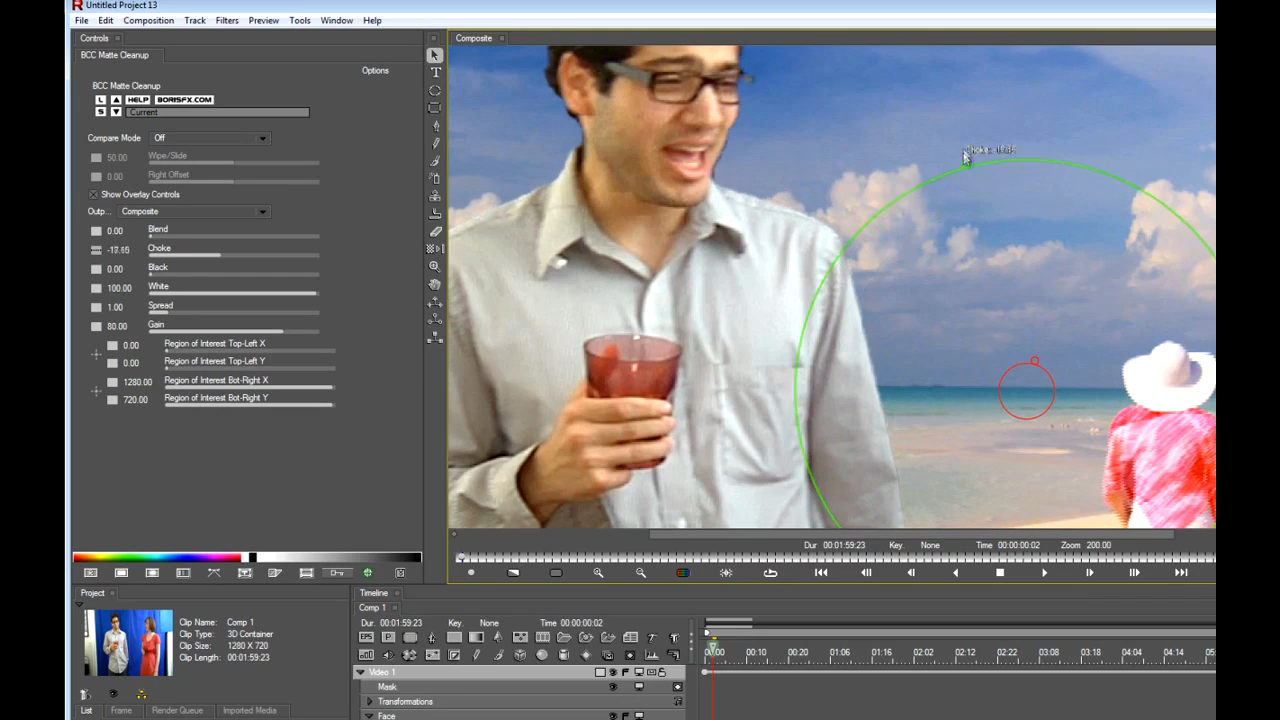 Untitled Project 13
File Edit Composition Track Filters Preview Tools Window Help
Controls
BCC Matte Cleanup
Options
BCC Matte Cleanup
L HELP BORISFX.COM
S Current
Compare Mode Off
50.00 Wipe/Slide
0.00 Right Offset
Show Overlay Controls
Outp... Composite
0.00 Blend
-17.65 Choke
0.00 Black
100.00 White
1.00 Spread
80.00 Gain
0.00 Region of Interest Top-Left X
0.00 Region of Interest Top-Left Y
1280.00 Region of Interest Bot-Right X
720.00 Region of Interest Bot-Right Y
Composite
Dur 00:01:59:23 Key. None Time 00:00:00:02 Zoom 200.00
Project
Clip Name: Comp 1
Clip Type: 3D Container
Clip Size: 1280 X 720
Clip Length: 00:01:59:23
List Frame Render Queue Imported Media
Timeline
Comp 1
Dur. 00:01:59:23 Key: None Time 00:00:00:02
EPS
00:00 00:10 00:20 01:06 01:16 02:02 02:12 02:22 03:08 03:18 04:04 04:14
Video 1
Mask
Transformations
Face